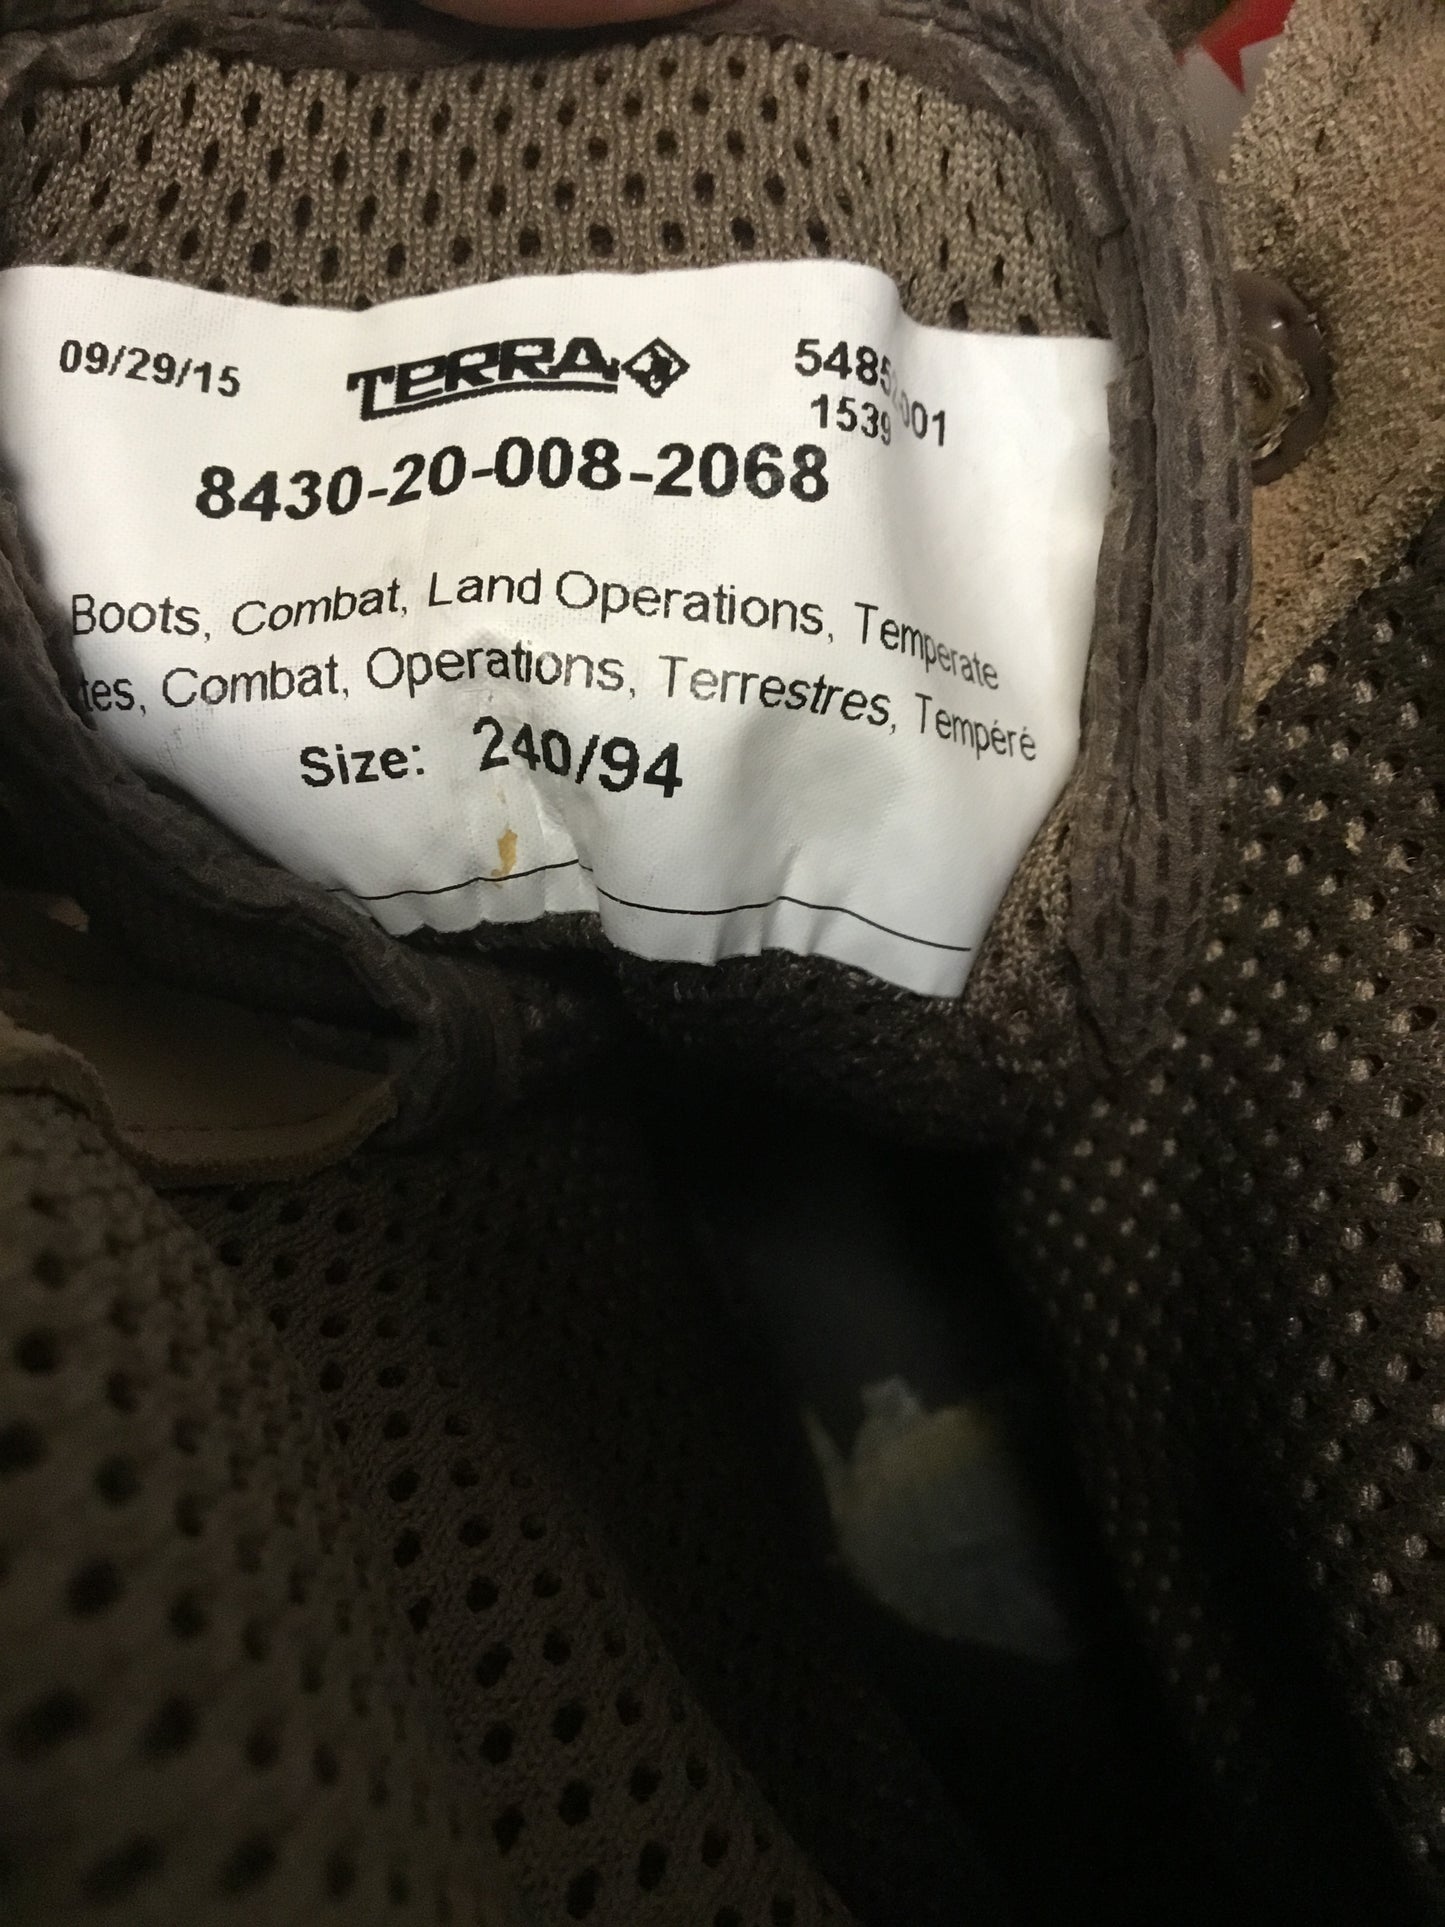 09/29/15 TERRA
1539
8430-20-008-2068
Boots, Combat, Land Operations, Temperate
tes, Combat, Operations, Terrestres, Tempéré
Size: 240/94